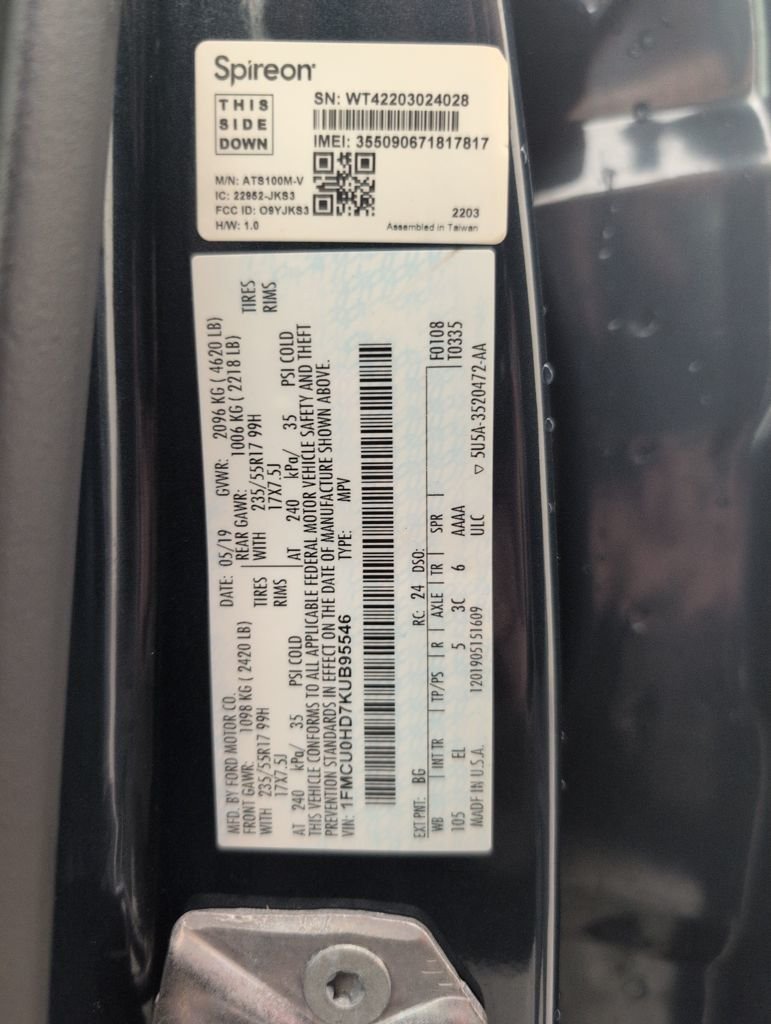 Spireon
THIS
SIDE
DOWN
SN: WT42203024028
IMEI: 355090671817817
M/N: ATS100M-V
IC: 22952-JKS3
FCC ID: O9YJKS3
H/W: 1.0
2203
Assembled in Taiwan
MFD. BY FORD MOTOR CO. DATE: 05/19 GVWR: 2096 KG ( 4620 LB)
FRONT GAWR: 1098 KG ( 2420 LB) REAR GAWR: 1006 KG ( 2218 LB)
WITH 235/55R17 99H TIRES WITH 235/55R17 99H TIRES
17X7.5J RIMS 17X7.5J RIMS
AT 240 kPa/ 35 PSI COLD AT 240 kPa/ 35 PSI COLD
THIS VEHICLE CONFORMS TO ALL APPLICABLE FEDERAL MOTOR VEHICLE SAFETY AND THEFT
PREVENTION STANDARDS IN EFFECT ON THE DATE OF MANUFACTURE SHOWN ABOVE.
VIN: 1FMCU0HD7KUB95546 TYPE: MPV
EXT PNT: BG RC: 24 DSO: F0108
WB | INT TR | TP/PS | R | AXLE | TR | SPR | T0335
105 EL 5 3C 6 AAAA
MADE IN U.S.A. 1201905151609 ULC ▽ 5U5A-3520472-AA